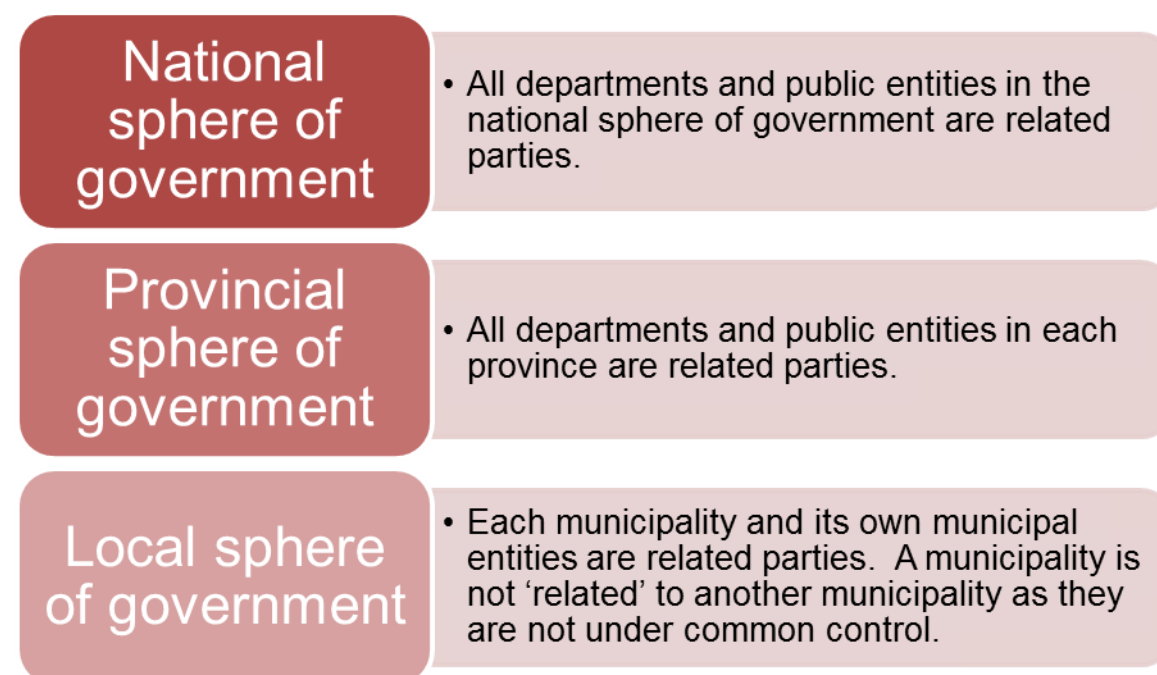 National
sphere of
government
• All departments and public entities in the
national sphere of government are related
parties.
Provincial
sphere of
government
• All departments and public entities in each
province are related parties.
Local sphere
of government
• Each municipality and its own municipal
entities are related parties.  A municipality is
not ‘related’ to another municipality as they
are not under common control.